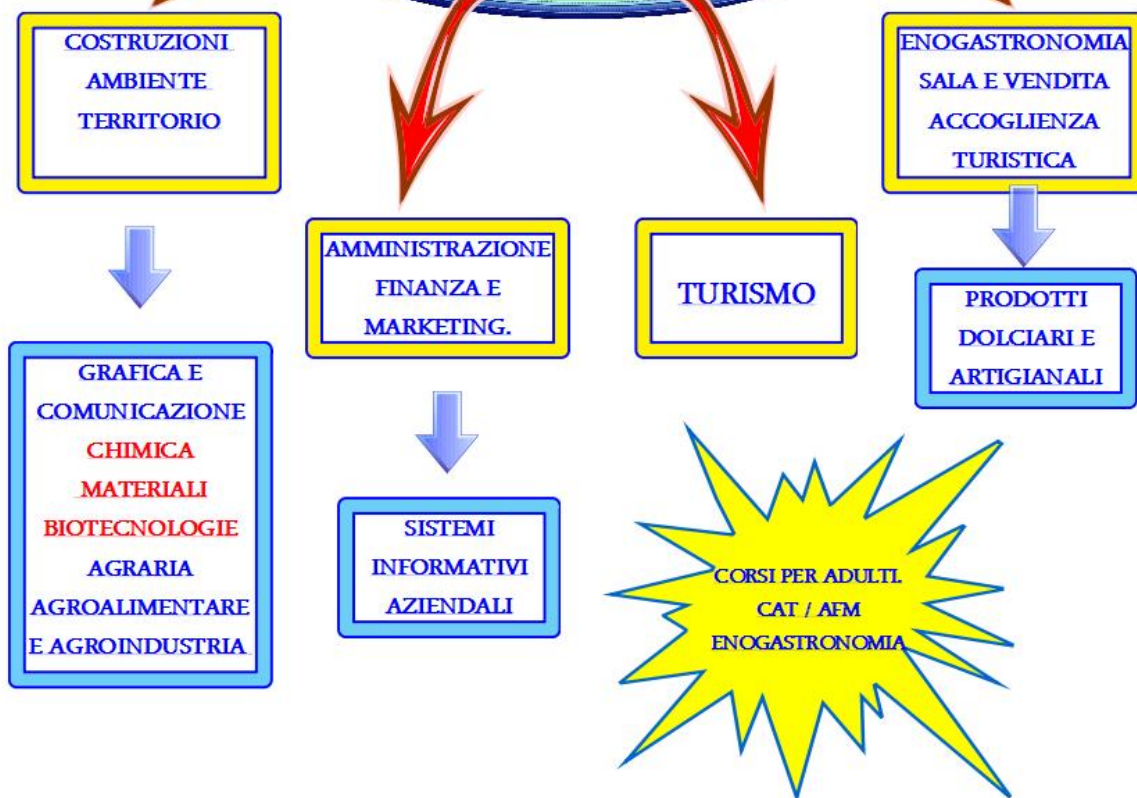 COSTRUZIONI
AMBIENTE
TERRITORIO
ENOGASTRONOMIA
SALA E VENDITA
ACCOGLIENZA
TURISTICA
AMMINISTRAZIONE
FINANZA E
MARKETING.
TURISMO
PRODOTTI
DOLCIARI E
ARTIGIANALI
GRAFICA E
COMUNICAZIONE
CHIMICA
MATERIALI
BIOTECNOLOGIE
AGRARIA
AGROALIMENTARE
E AGROINDUSTRIA
SISTEMI
INFORMATIVI
AZIENDALI
CORSI PER ADULTI.
CAT / AFM
ENOGASTRONOMIA